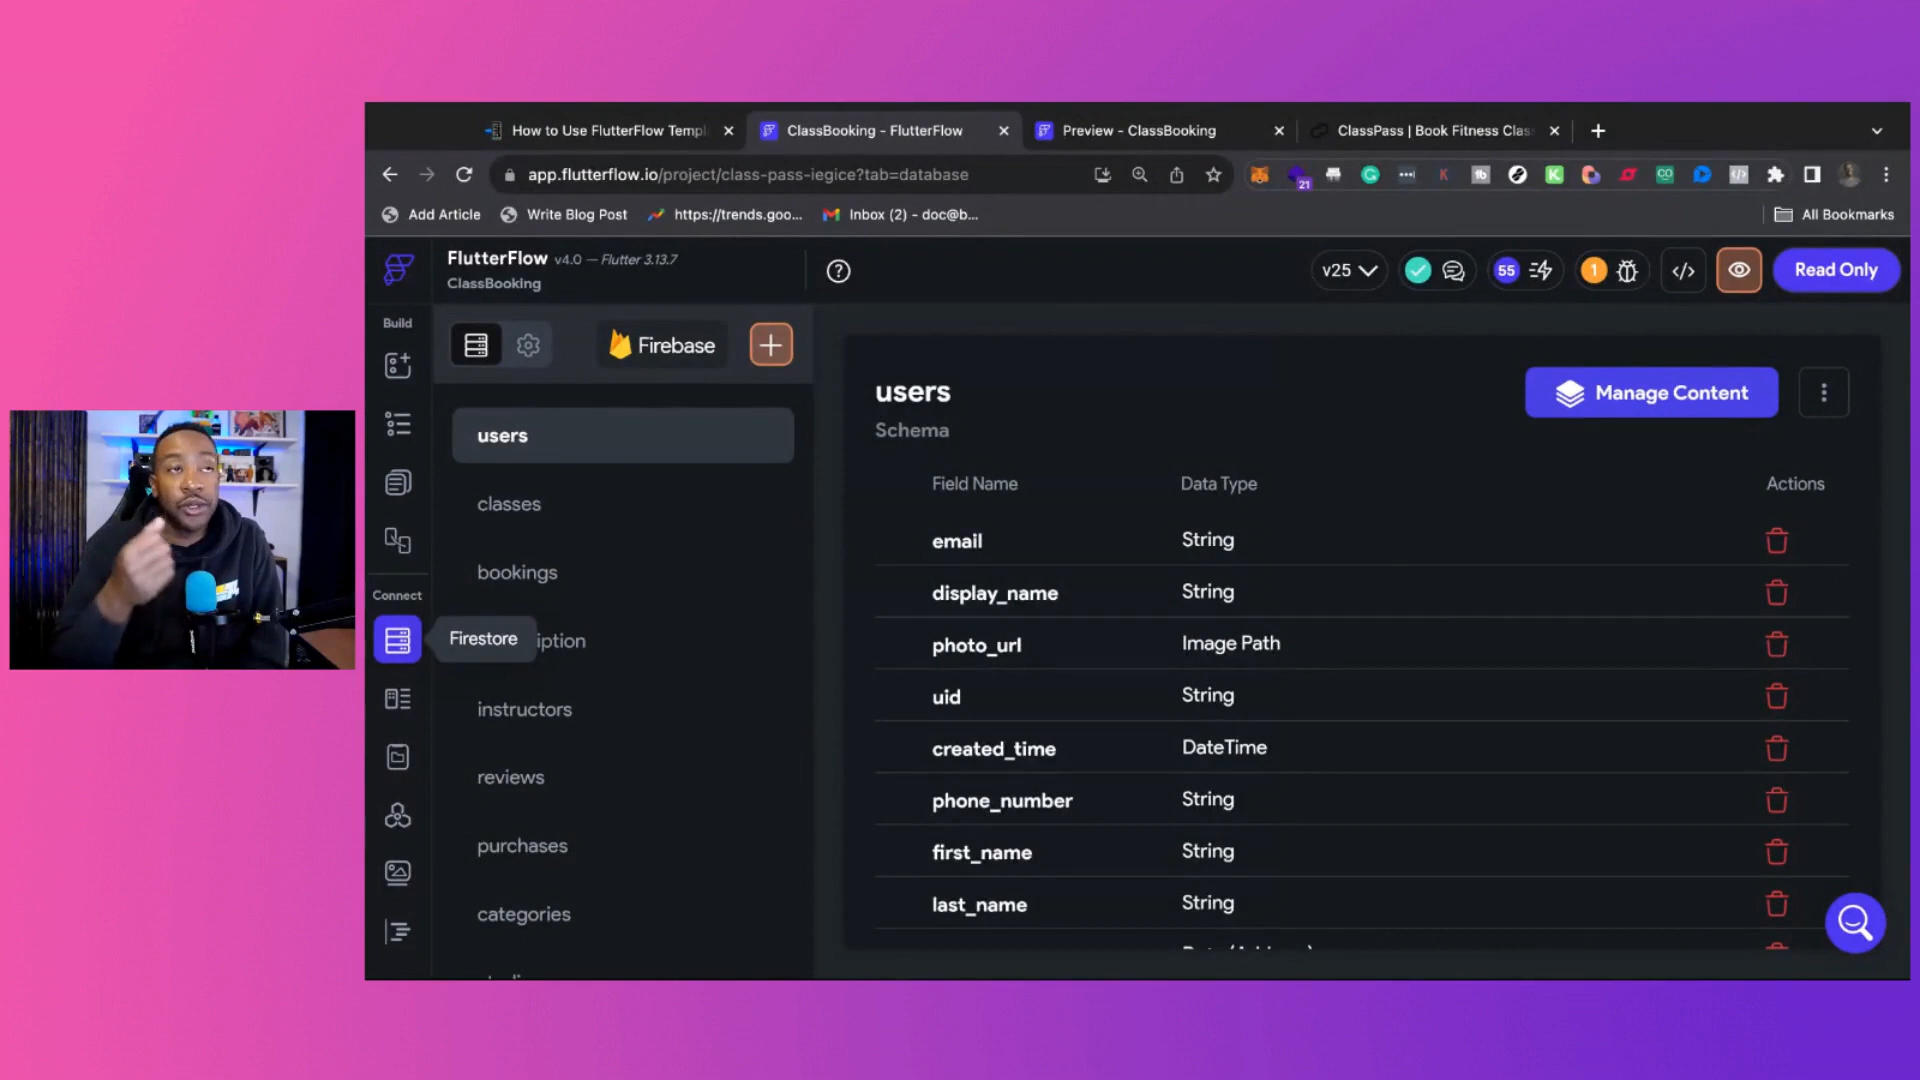 How to Use FlutterFlow Templ
ClassBooking - FlutterFlow
Preview - ClassBooking
ClassPass | Book Fitness Clas
app.flutterflow.io/project/class-pass-iegice?tab=database
21
Add Article
Write Blog Post
https://trends.goo...
Inbox (2) - doc@b...
All Bookmarks
FlutterFlow v4.0 — Flutter 3.13.7
ClassBooking
v25
55
1
Read Only
Build
Connect
Firebase
users
classes
bookings
Firestore
iption
instructors
reviews
purchases
categories
users
Schema
Manage Content
Field Name Data Type Actions
email String
display_name String
photo_url Image Path
uid String
created_time DateTime
phone_number String
first_name String
last_name String